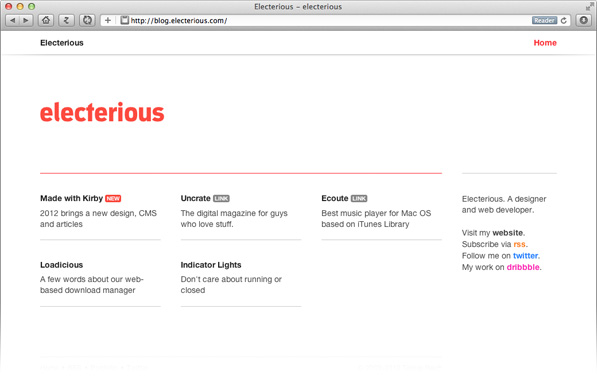 Electerious – electerious
http://blog.electerious.com/
Reader
Electerious
Home
electerious
Made with Kirby NEW
2012 brings a new design, CMS
and articles
Uncrate LINK
The digital magazine for guys
who love stuff.
Ecoute LINK
Best music player for Mac OS
based on iTunes Library
Loadicious
A few words about our web-
based download manager
Indicator Lights
Don't care about running or
closed
Electerious. A designer
and web developer.
Visit my website.
Subscribe via rss.
Follow me on twitter.
My work on dribbble.